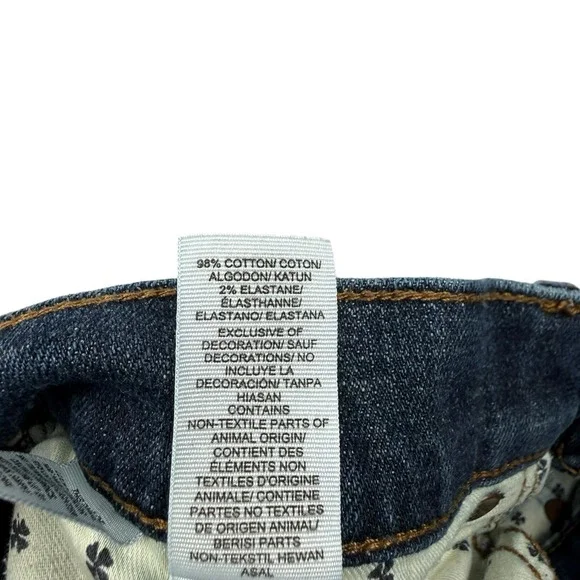 98% COTTON/ COTON/
ALGODON/ KATUN
2% ELASTANE/
ÉLASTHANNE/
ELASTANO/ ELASTANA
EXCLUSIVE OF
DECORATION/ SAUF
DECORATIONS/ NO
INCLUYE LA
DECORACIÓN/ TANPA
HIASAN
CONTAINS
NON-TEXTILE PARTS OF
ANIMAL ORIGIN/
CONTIENT DES
ÉLÉMENTS NON
TEXTILES D'ORIGINE
ANIMALE/ CONTIENE
PARTES NO TEXTILES
DE ORIGEN ANIMAL/
BERISI PARTS
NON-TEKSTIL HEWAN
ASAL